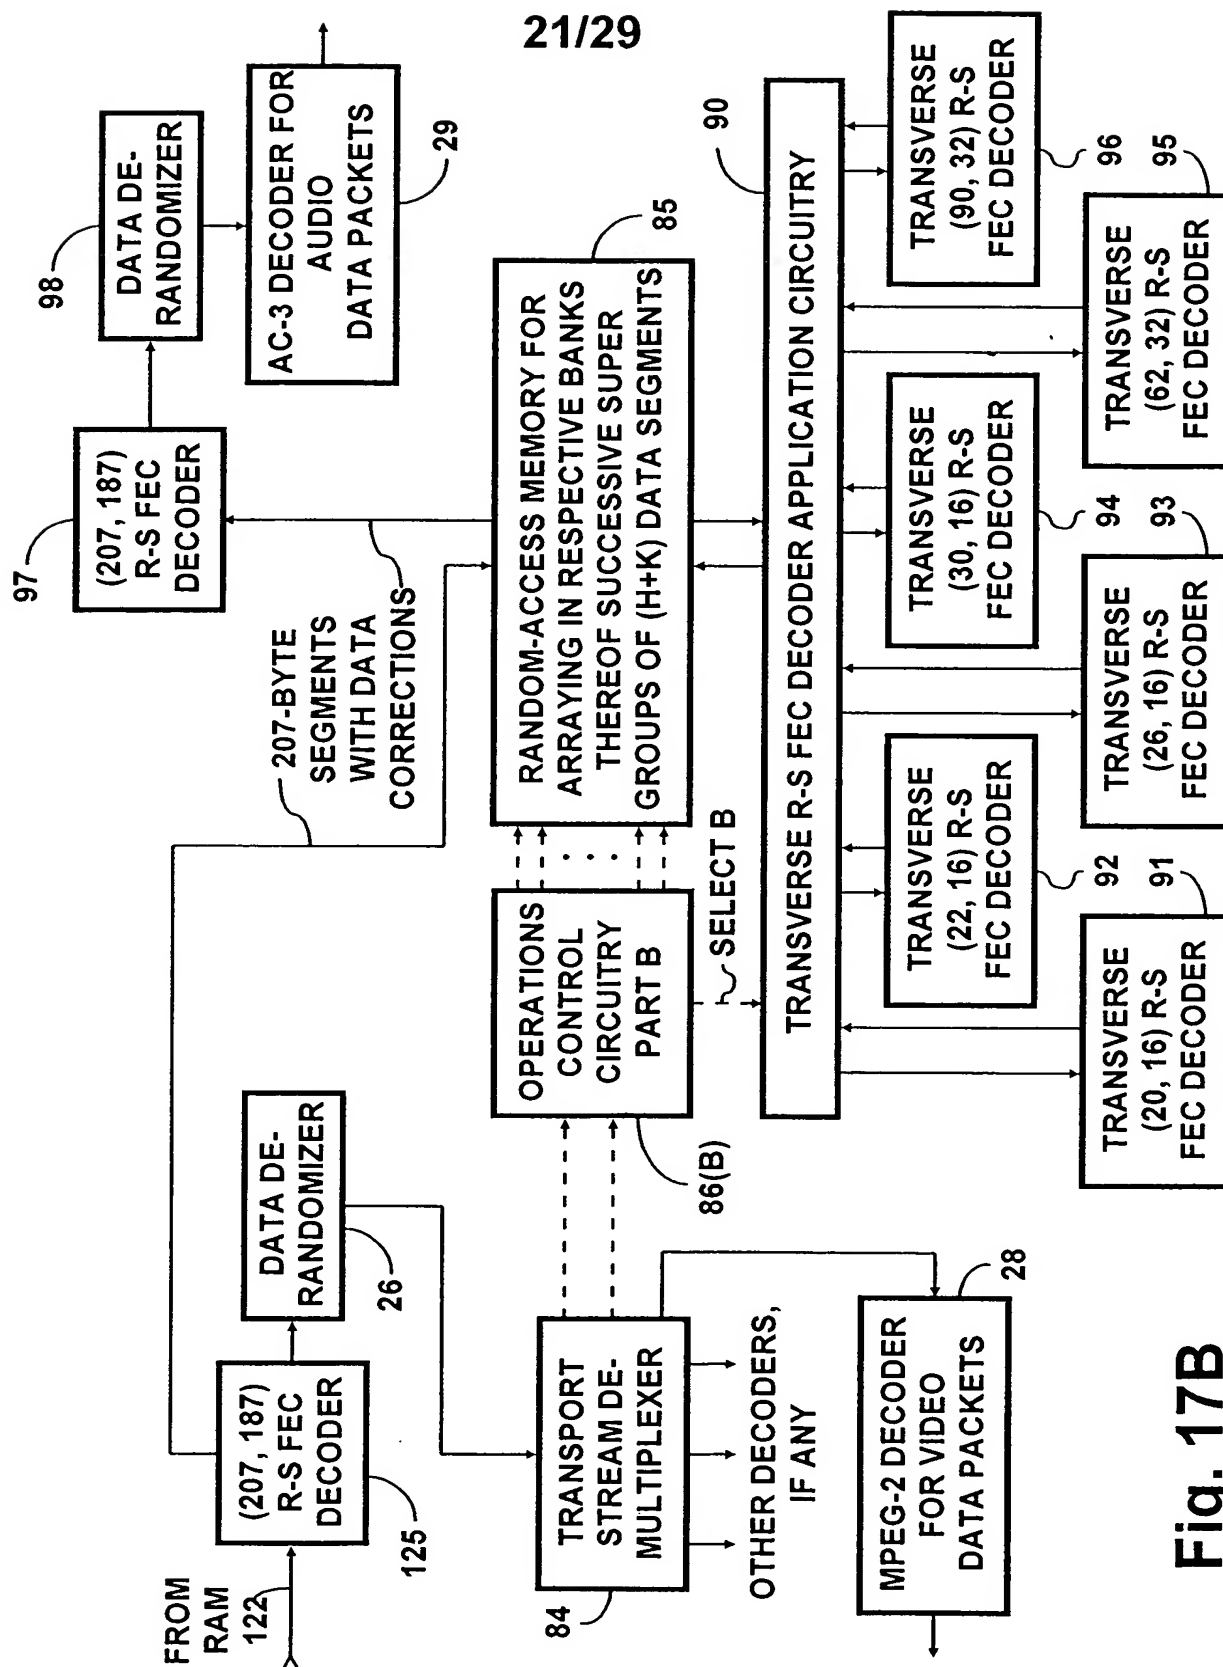 21/29
FROM
RAM
122
(207, 187)
R-S FEC
DECODER
125
DATA DE-
RANDOMIZER
26
207-BYTE
SEGMENTS
WITH DATA
CORRECTIONS
97
(207, 187)
R-S FEC
DECODER
98
DATA DE-
RANDOMIZER
AC-3 DECODER FOR
AUDIO
DATA PACKETS
29
84
TRANSPORT
STREAM DE-
MULTIPLEXER
OTHER DECODERS,
IF ANY
MPEG-2 DECODER
FOR VIDEO
DATA PACKETS
28
OPERATIONS
CONTROL
CIRCUITRY
PART B
86(B)
SELECT B
RANDOM-ACCESS MEMORY FOR
ARRAYING IN RESPECTIVE BANKS
THEREOF SUCCESSIVE SUPER
GROUPS OF (H+K) DATA SEGMENTS
85
TRANSVERSE R-S FEC DECODER APPLICATION CIRCUITRY
90
TRANSVERSE
(20, 16) R-S
FEC DECODER
91
TRANSVERSE
(22, 16) R-S
FEC DECODER
92
TRANSVERSE
(26, 16) R-S
FEC DECODER
93
TRANSVERSE
(30, 16) R-S
FEC DECODER
94
TRANSVERSE
(62, 32) R-S
FEC DECODER
95
TRANSVERSE
(90, 32) R-S
FEC DECODER
96
Fig. 17B